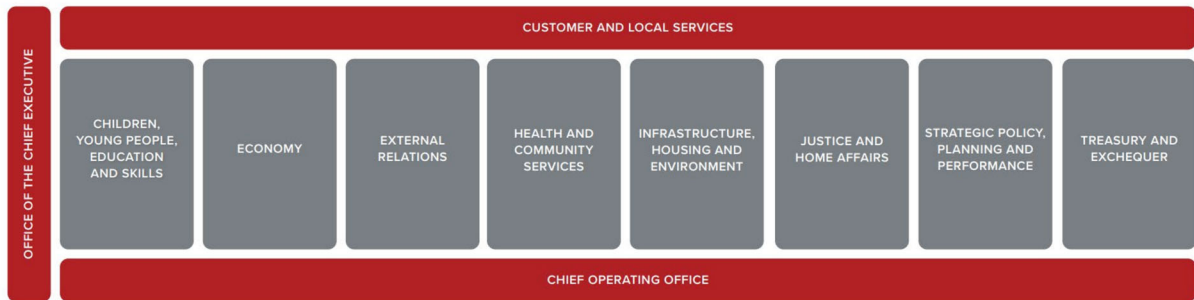 OFFICE OF THE CHIEF EXECUTIVE
CUSTOMER AND LOCAL SERVICES
CHILDREN,
YOUNG PEOPLE,
EDUCATION
AND SKILLS
ECONOMY
EXTERNAL
RELATIONS
HEALTH AND
COMMUNITY
SERVICES
INFRASTRUCTURE,
HOUSING AND
ENVIRONMENT
JUSTICE AND
HOME AFFAIRS
STRATEGIC POLICY,
PLANNING AND
PERFORMANCE
TREASURY AND
EXCHEQUER
CHIEF OPERATING OFFICE